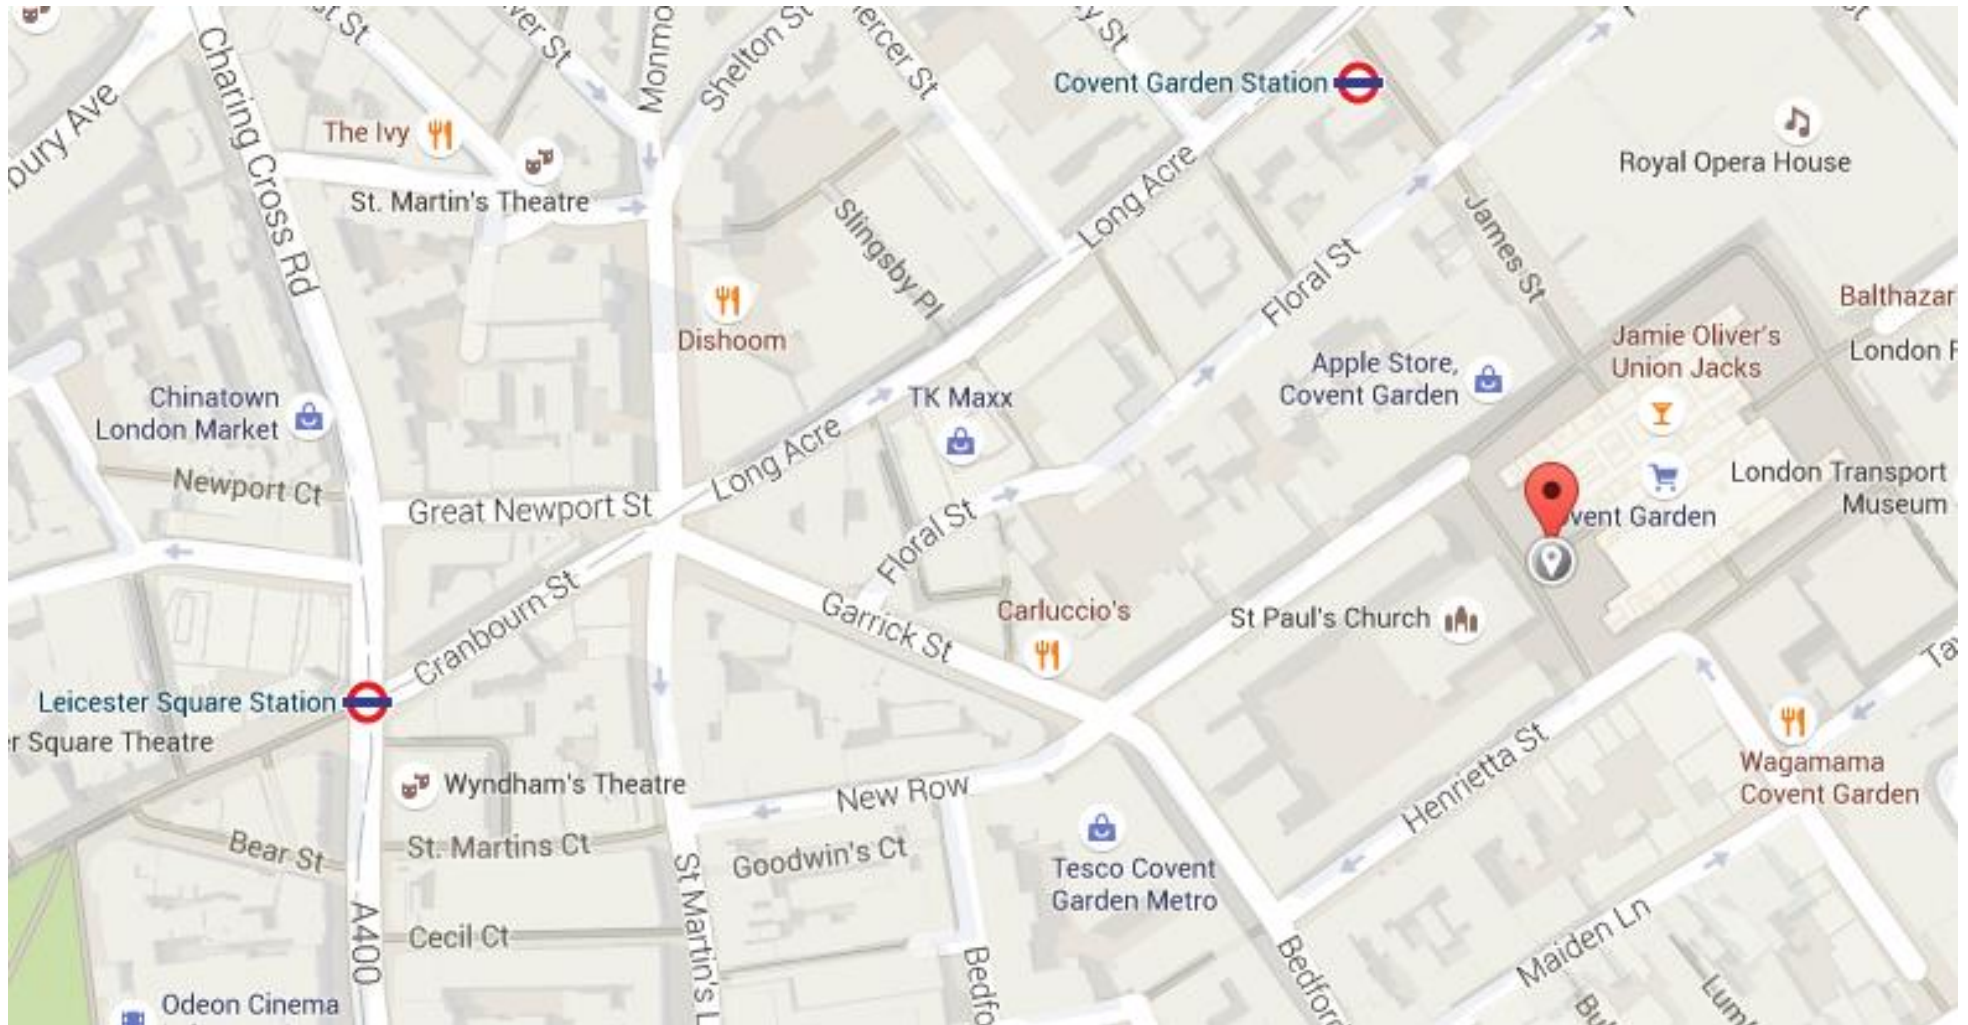 Charing Cross Rd
Shelton St
Covent Garden Station
The Ivy
St. Martin's Theatre
Long Acre
Royal Opera House
Slingsby Pl
James St
Floral St
Dishoom
Balthazar
Jamie Oliver's
Union Jacks
London
Apple Store,
Covent Garden
Chinatown
London Market
TK Maxx
Long Acre
Newport Ct
Great Newport St
London Transport
Museum
Garden
Floral St
Cranbourn St
Garrick St
Carluccio's
St Paul's Church
Leicester Square Station
Square Theatre
Wyndham's Theatre
New Row
Henrietta St
Wagamama
Covent Garden
Bear St
St. Martins Ct
Goodwin's Ct
Tesco Covent
Garden Metro
St Martin's L
A400
Cecil Ct
Maiden Ln
Odeon Cinema